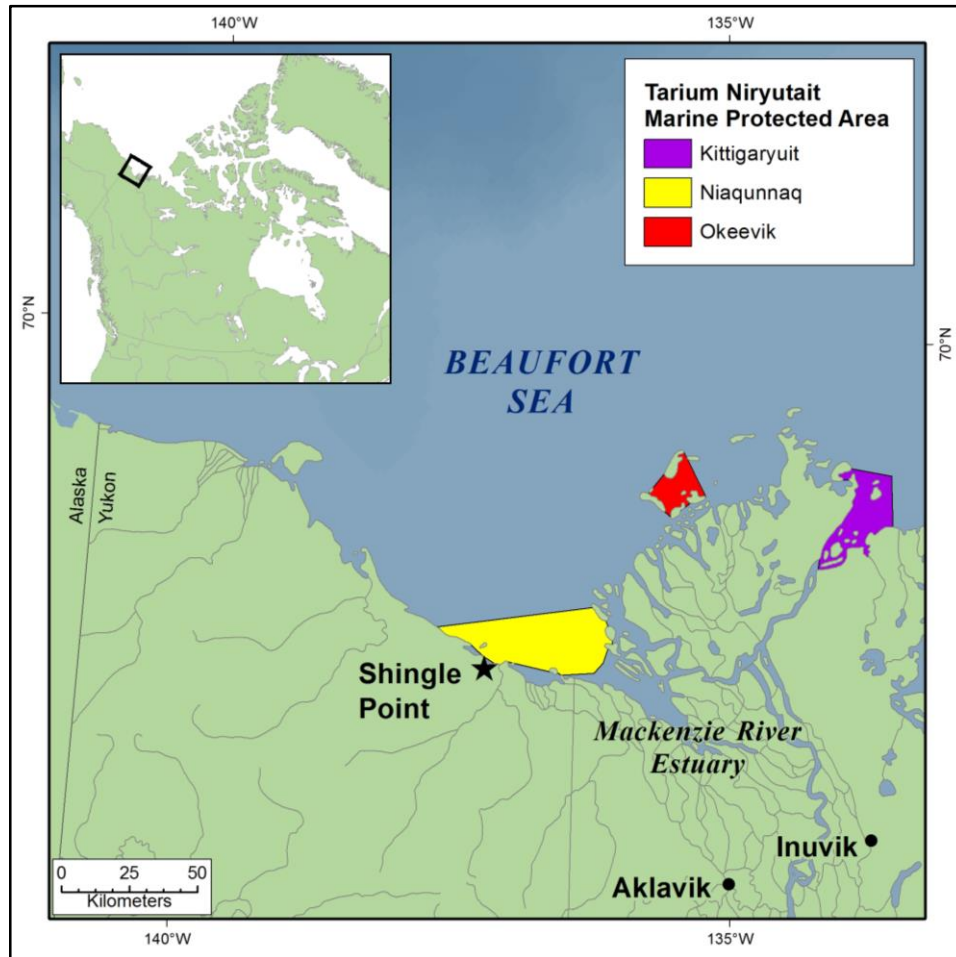 140°W
135°W
Tarium Niryutait
Marine Protected Area
Kittigaryuit
Niaqunnaq
Okeevik
70°N
70°N
BEAUFORT
SEA
Alaska
Yukon
Shingle
Point
Mackenzie River
Estuary
Inuvik
Aklavik
0 25 50
Kilometers
140°W
135°W